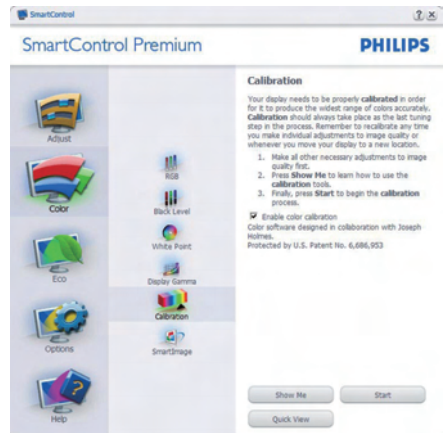 SmartControl
SmartControl Premium
PHILIPS
Adjust
Color
Eco
Options
Help
RGB
Black Level
White Point
Display Gamma
Calibration
SmartImage
Calibration
Your display needs to be properly calibrated in order
for it to produce the widest range of colors accurately.
Calibration should always take place as the last tuning
step in the process. Remember to recalibrate any time
you make individual adjustments to image quality or
whenever you move your display to a new location.
1. Make all other necessary adjustments to image
quality first.
2. Press Show Me to learn how to use the
calibration tools.
3. Finally, press Start to begin the calibration
process.
Enable color calibration
Color software designed in collaboration with Joseph
Holmes.
Protected by U.S. Patent No. 6,686,953
Show Me
Start
Quick View